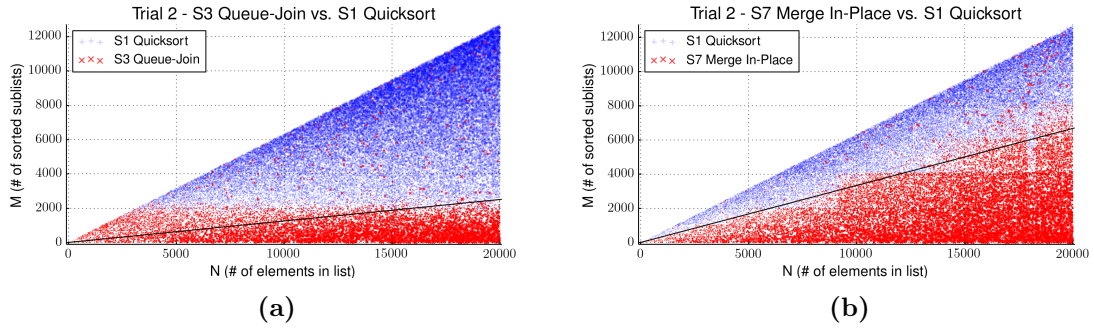 Trial 2 - S3 Queue-Join vs. S1 Quicksort
S1 Quicksort
S3 Queue-Join
M (# of sorted sublists)
12000
10000
8000
6000
4000
2000
0
0 5000 10000 15000 20000
N (# of elements in list)
(a)
Trial 2 - S7 Merge In-Place vs. S1 Quicksort
S1 Quicksort
S7 Merge In-Place
M (# of sorted sublists)
12000
10000
8000
6000
4000
2000
0
0 5000 10000 15000 20000
N (# of elements in list)
(b)